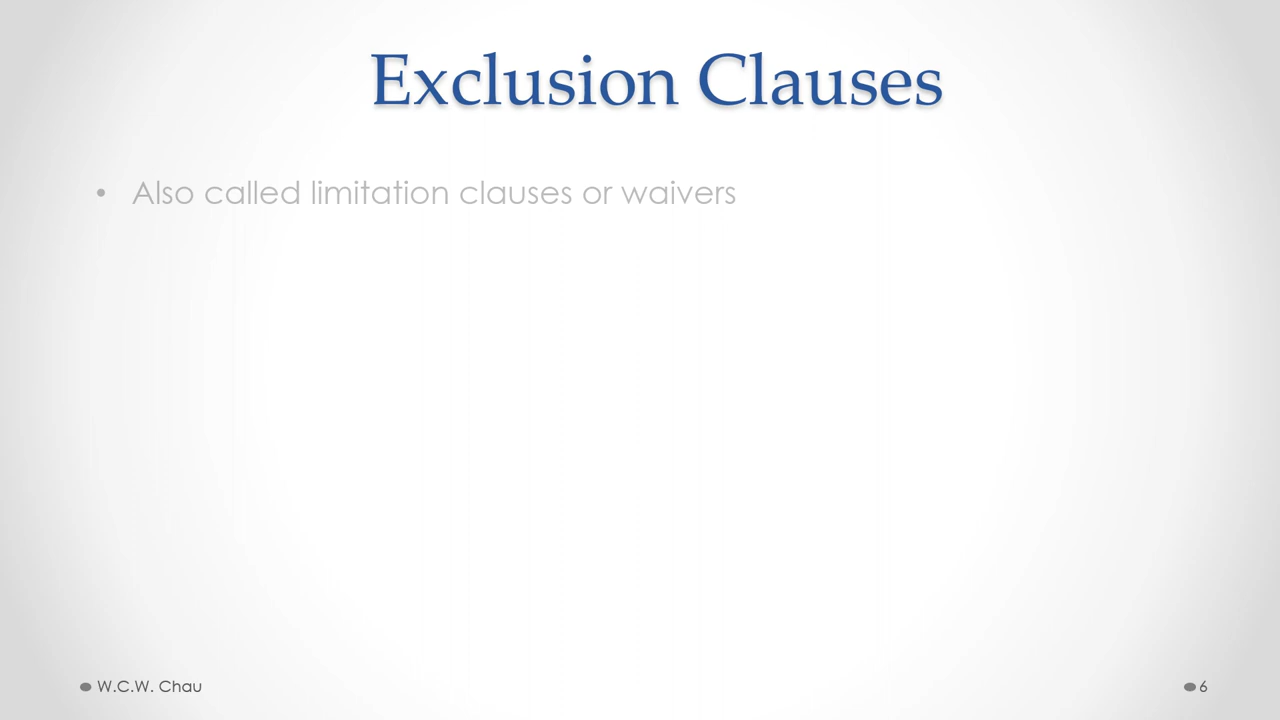 Exclusion Clauses
• Also called limitation clauses or waivers
W.C.W. Chau
6